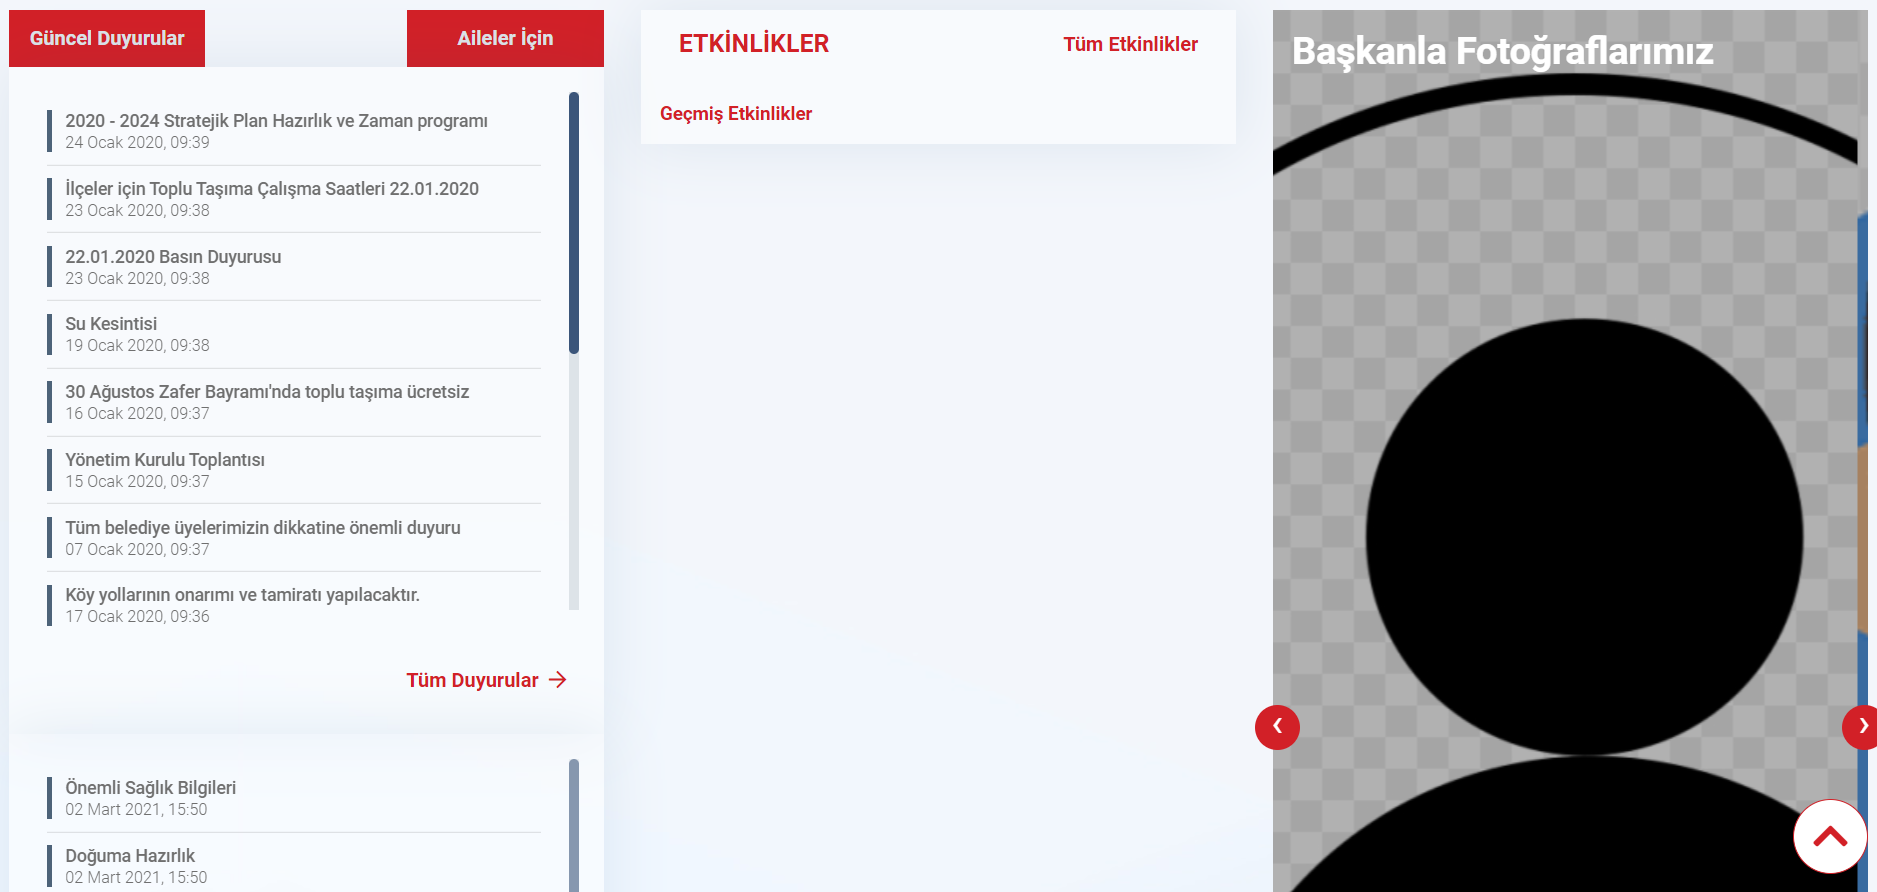 Güncel Duyurular
Aileler İçin
2020 - 2024 Stratejik Plan Hazırlık ve Zaman programı
24 Ocak 2020, 09:39
İlçeler için Toplu Taşıma Çalışma Saatleri 22.01.2020
23 Ocak 2020, 09:38
22.01.2020 Basın Duyurusu
23 Ocak 2020, 09:38
Su Kesintisi
19 Ocak 2020, 09:38
30 Ağustos Zafer Bayramı'nda toplu taşıma ücretsiz
16 Ocak 2020, 09:37
Yönetim Kurulu Toplantısı
15 Ocak 2020, 09:37
Tüm belediye üyelerimizin dikkatine önemli duyuru
07 Ocak 2020, 09:37
Köy yollarının onarımı ve tamiratı yapılacaktır.
17 Ocak 2020, 09:36
Tüm Duyurular
Önemli Sağlık Bilgileri
02 Mart 2021, 15:50
Doğuma Hazırlık
02 Mart 2021, 15:50
ETKİNLİKLER
Tüm Etkinlikler
Geçmiş Etkinlikler
Başkanla Fotoğraflarımız